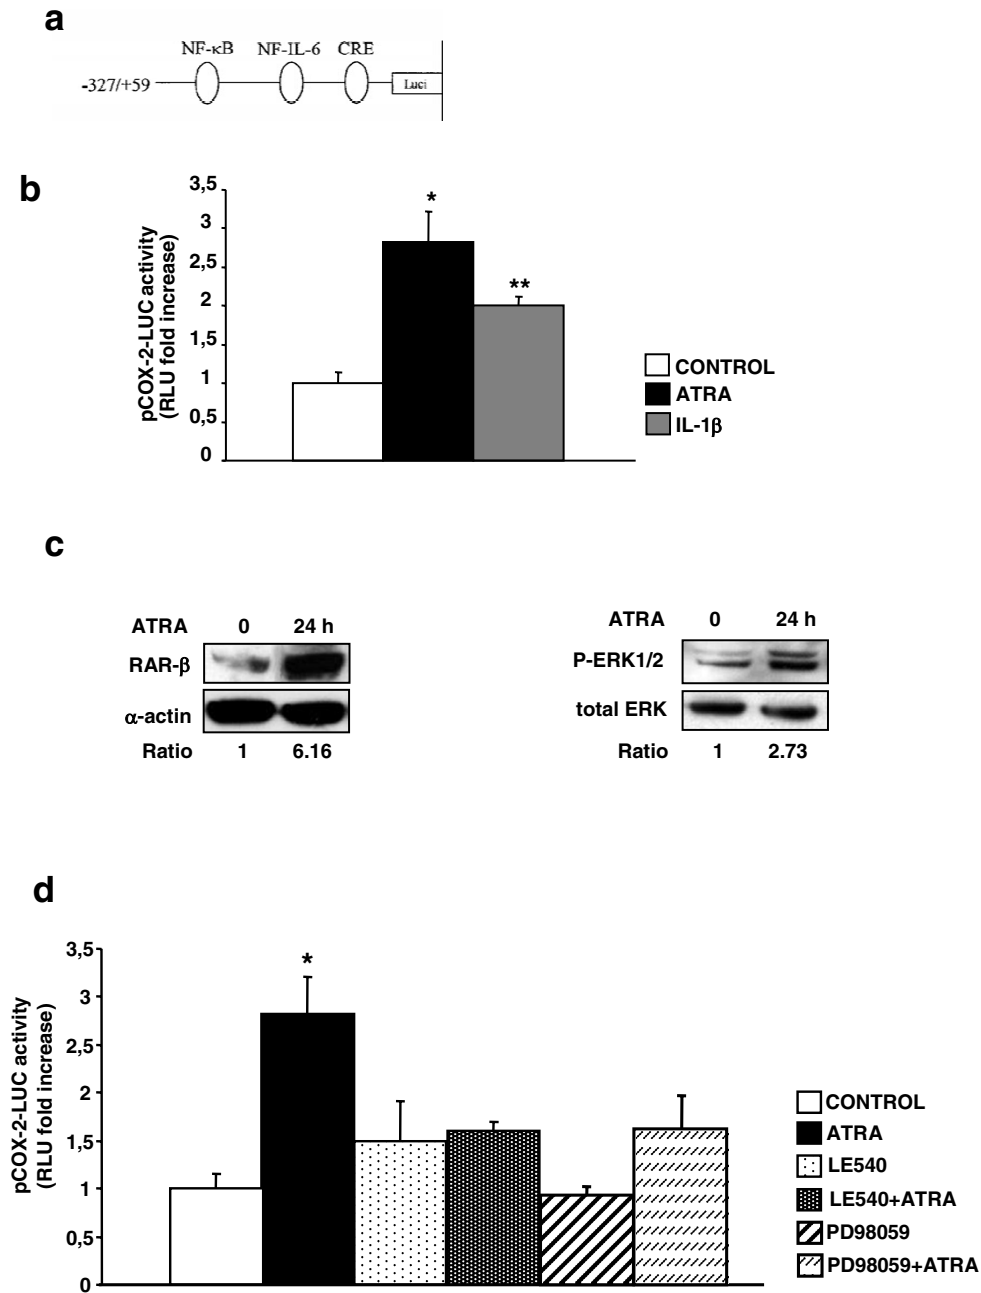 a
NF-κB NF-IL-6 CRE
-327/+59
Luci
b
pCOX-2-LUC activity
(RLU fold increase)
3,5
3
2,5
2
1,5
1
0,5
0
*
**
CONTROL
ATRA
IL-1β
c
ATRA 0 24 h
RAR-β
α-actin
Ratio 1 6.16
ATRA 0 24 h
P-ERK1/2
total ERK
Ratio 1 2.73
d
pCOX-2-LUC activity
(RLU fold increase)
3,5
3
2,5
2
1,5
1
0,5
0
*
CONTROL
ATRA
LE540
LE540+ATRA
PD98059
PD98059+ATRA